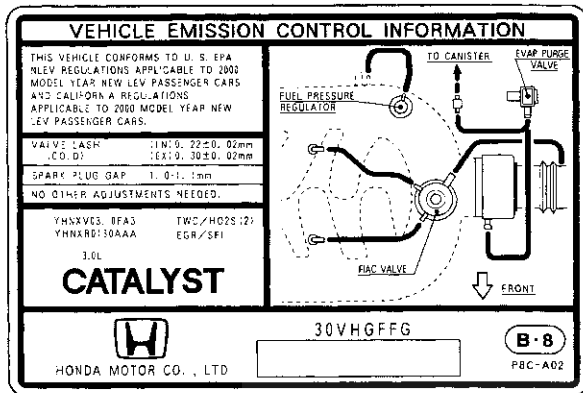 VEHICLE EMISSION CONTROL INFORMATION
THIS VEHICLE CONFORMS TO U. S. EPA
NLEV REGULATIONS APPLICABLE TO 2000
MODEL YEAR NEW LEV PASSENGER CARS
AND CALIFORNIA REGULATIONS
APPLICABLE TO 2000 MODEL YEAR NEW
LEV PASSENGER CARS.
VALVE LASH (IN)0. 22±0. 02mm
(COLD) (EX)0. 30±0. 02mm
SPARK PLUG GAP 1. 0-1. 1mm
NO OTHER ADJUSTMENTS NEEDED.
YHNXV03. 0FA3 TWC/HO2S(2)
YHNXR0130AAA EGR/SFI
3.0L
CATALYST
TO CANISTER
EVAP PURGE
VALVE
FUEL PRESSURE
REGULATOR
FIAC VALVE
FRONT
HONDA MOTOR CO. , LTD
30VHGFFG
B·8
P8C-A02